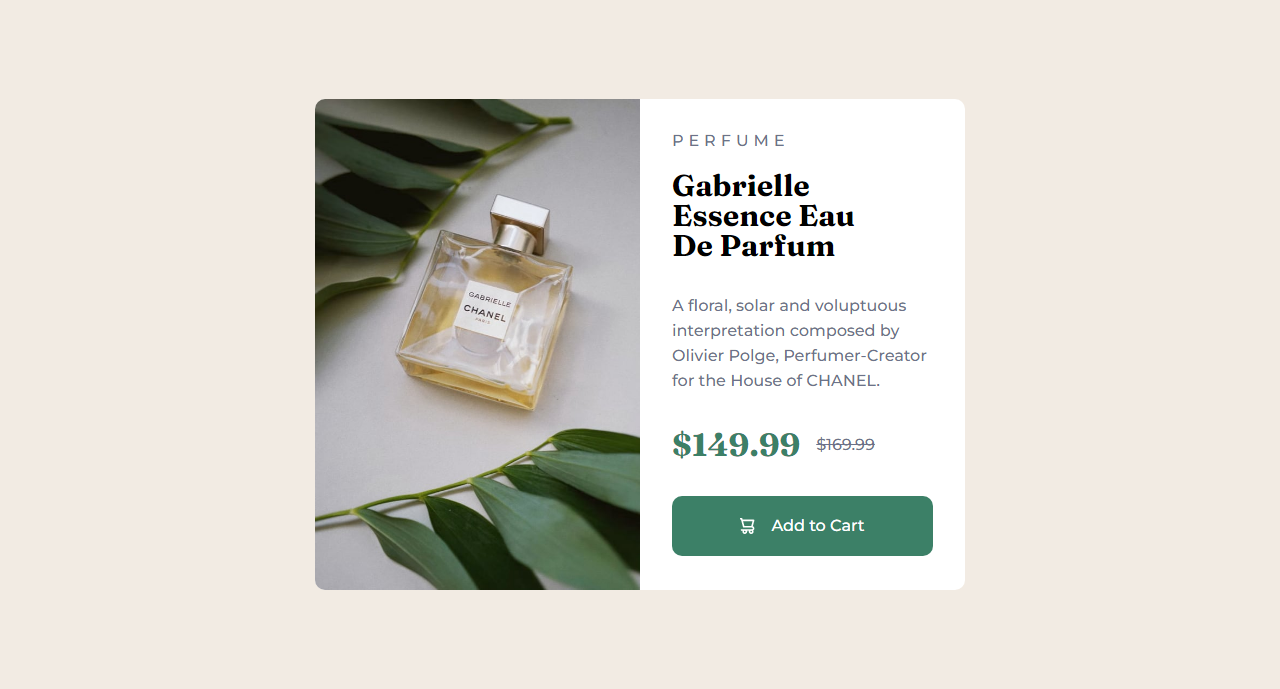 GABRIELLE
CHANEL
PARIS
PERFUME
Gabrielle
Essence Eau
De Parfum
A floral, solar and voluptuous
interpretation composed by
Olivier Polge, Perfumer-Creator
for the House of CHANEL.
$149.99 $169.99
Add to Cart